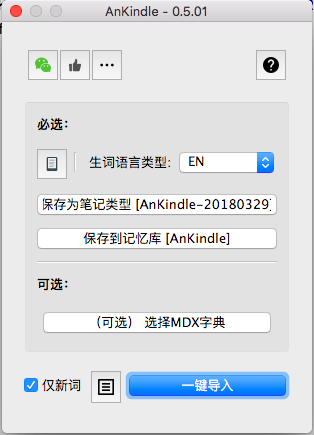 AnKindle - 0.5.01
必选:
生词语言类型: EN
保存为笔记类型 [AnKindle-20180329]
保存到记忆库 [AnKindle]
可选:
（可选） 选择MDX字典
仅新词
一键导入